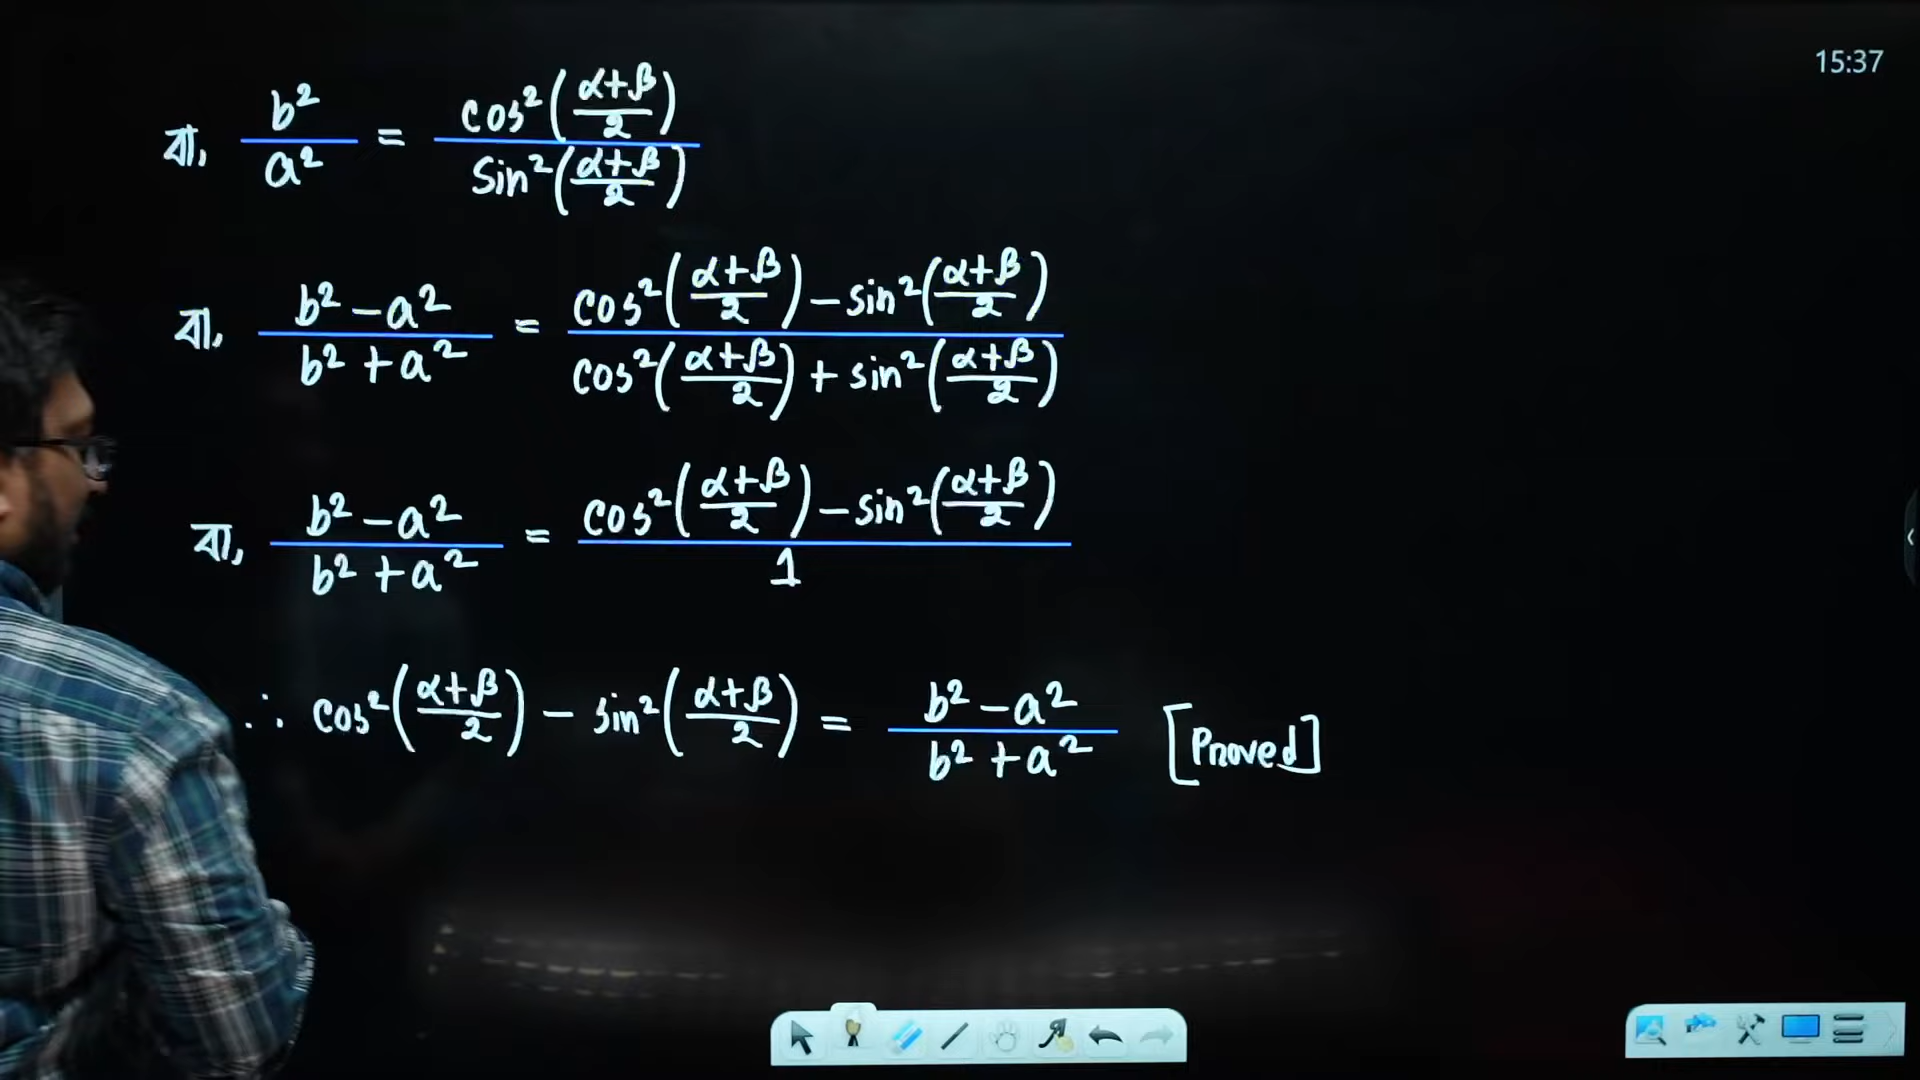 15:37
বা, b²/a² = cos²((α+β)/2) / sin²((α+β)/2)
বা, (b²-a²)/(b²+a²) = (cos²((α+β)/2) - sin²((α+β)/2)) / (cos²((α+β)/2) + sin²((α+β)/2))
বা, (b²-a²)/(b²+a²) = (cos²((α+β)/2) - sin²((α+β)/2)) / 1
∴ cos²((α+β)/2) - sin²((α+β)/2) = (b²-a²)/(b²+a²) [Proved]